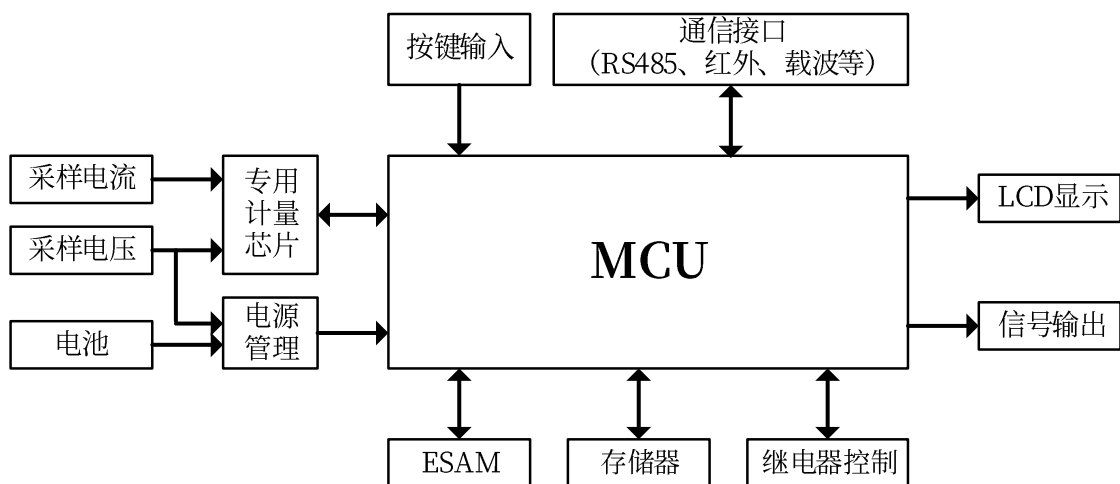 按键输入
通信接口
（RS485、红外、载波等）
采样电流
专用
计量
芯片
采样电压
电池
电源
管理
MCU
LCD显示
信号输出
ESAM
存储器
继电器控制